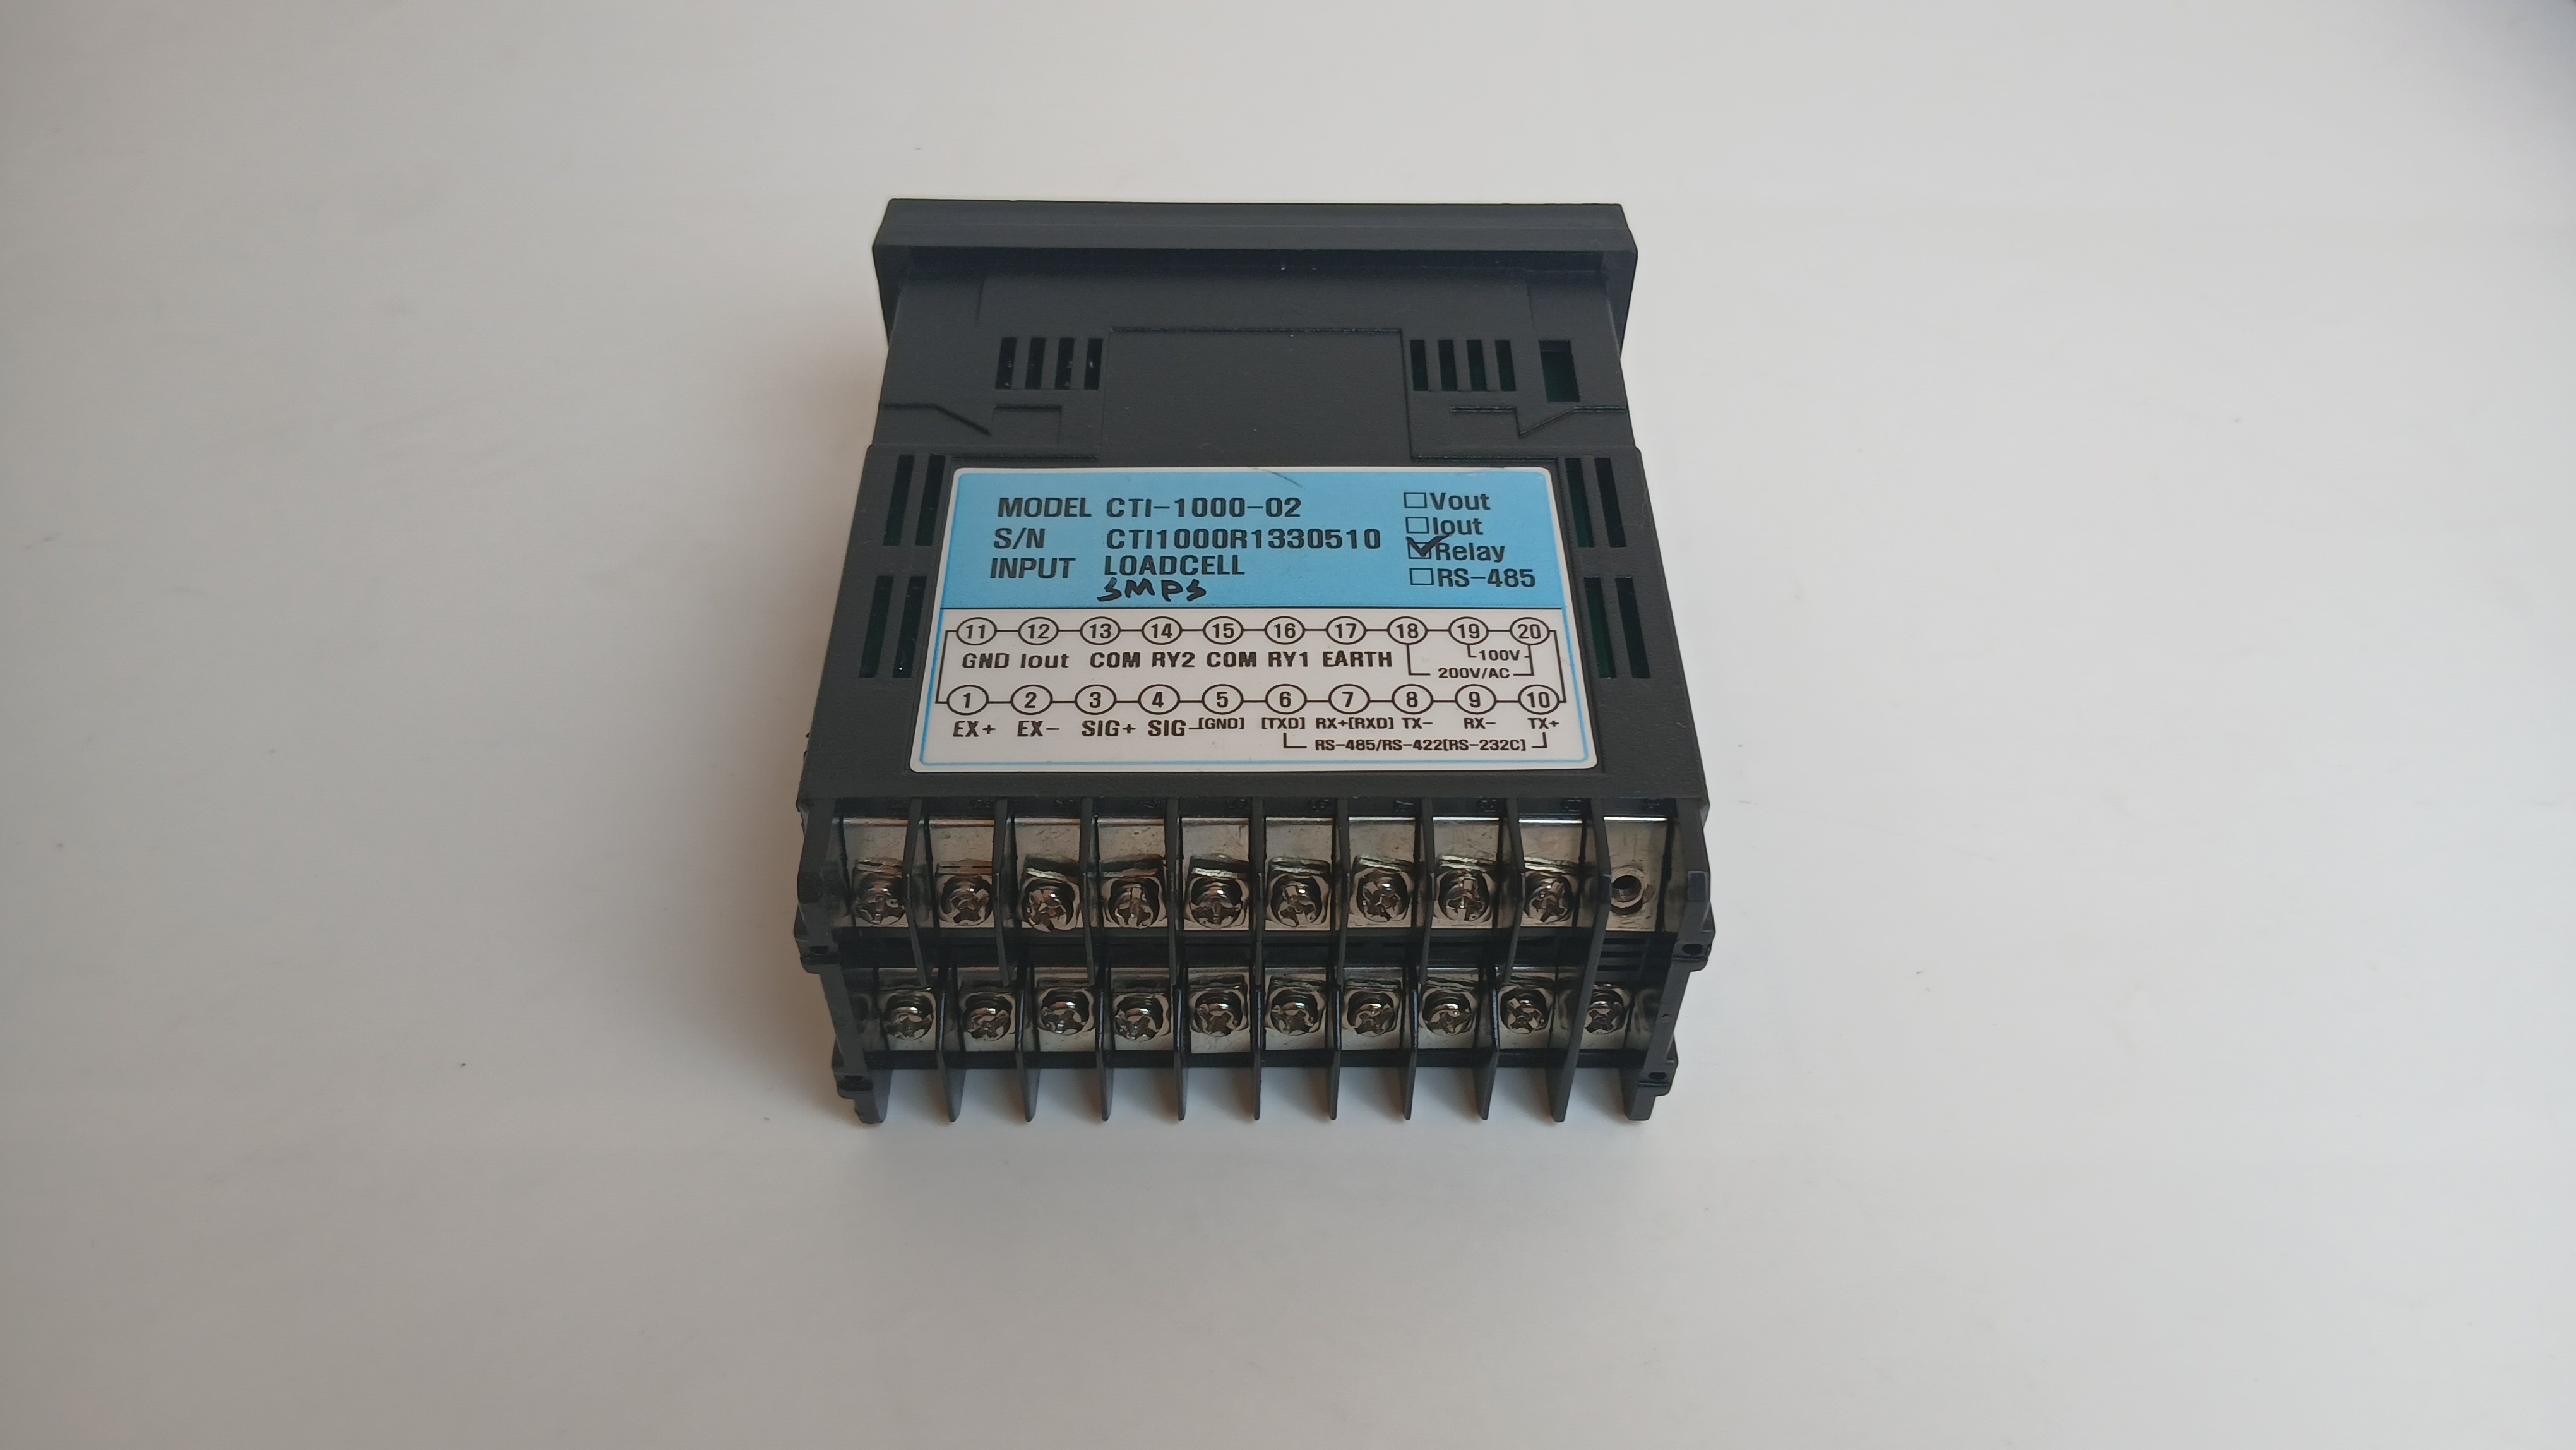 MODEL CTI-1000-02
S/N CTI1000R1330510
INPUT LOADCELL
SMPS
□Vout
□Iout
☑Relay
□RS-485
11 12 13 14 15 16 17 18 19 20
GND Iout COM RY2 COM RY1 EARTH
100V
200V/AC
1 2 3 4 5 6 7 8 9 10
EX+ EX- SIG+ SIG- [GND] [TXD] RX+[RXD] TX- RX- TX+
RS-485/RS-422[RS-232C]